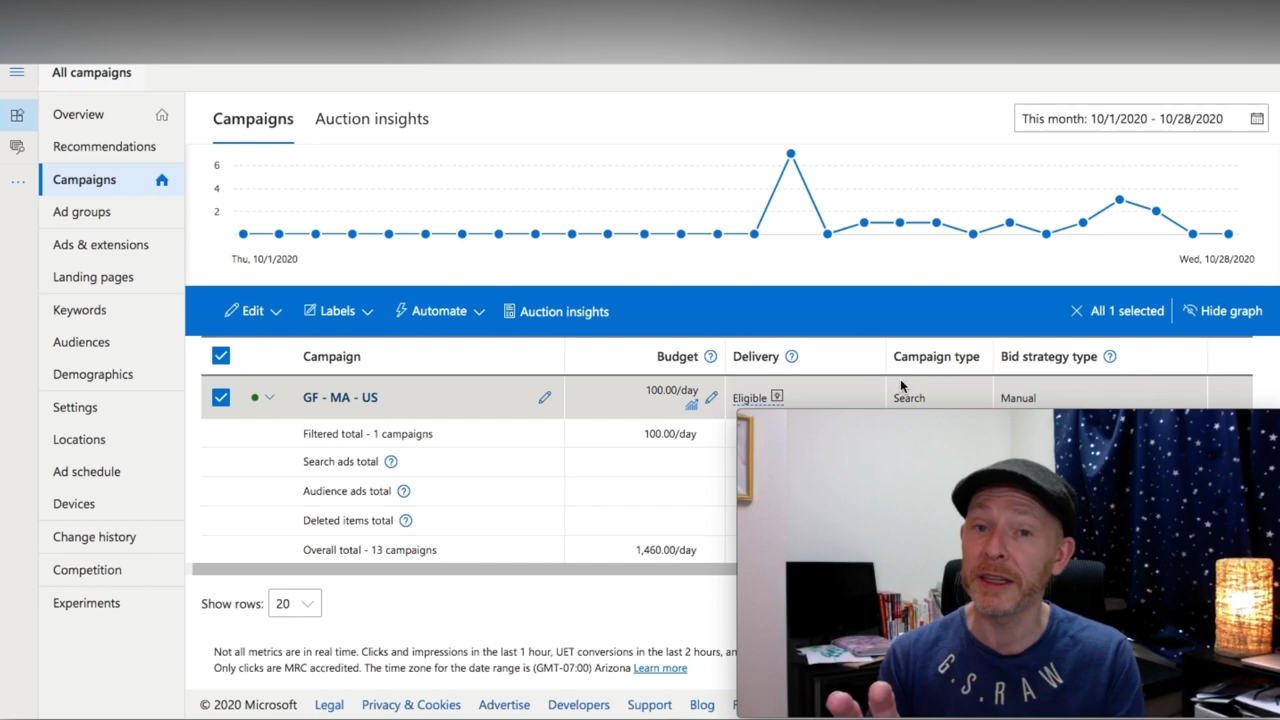 All campaigns
Overview
Recommendations
Campaigns
Ad groups
Ads & extensions
Landing pages
Keywords
Audiences
Demographics
Settings
Locations
Ad schedule
Devices
Change history
Competition
Experiments
Campaigns Auction insights
This month: 10/1/2020 - 10/28/2020
6
4
2
Thu, 10/1/2020 Wed, 10/28/2020
Edit Labels Automate Auction insights All 1 selected Hide graph
Campaign Budget Delivery Campaign type Bid strategy type
GF - MA - US 100.00/day Eligible Search Manual
Filtered total - 1 campaigns 100.00/day
Search ads total
Audience ads total
Deleted items total
Overall total - 13 campaigns 1,460.00/day
Show rows: 20
Not all metrics are in real time. Clicks and impressions in the last 1 hour, UET conversions in the last 2 hours,
Only clicks are MRC accredited. The time zone for the date range is (GMT-07:00) Arizona Learn more
© 2020 Microsoft Legal Privacy & Cookies Advertise Developers Support Blog
G.S.RAW